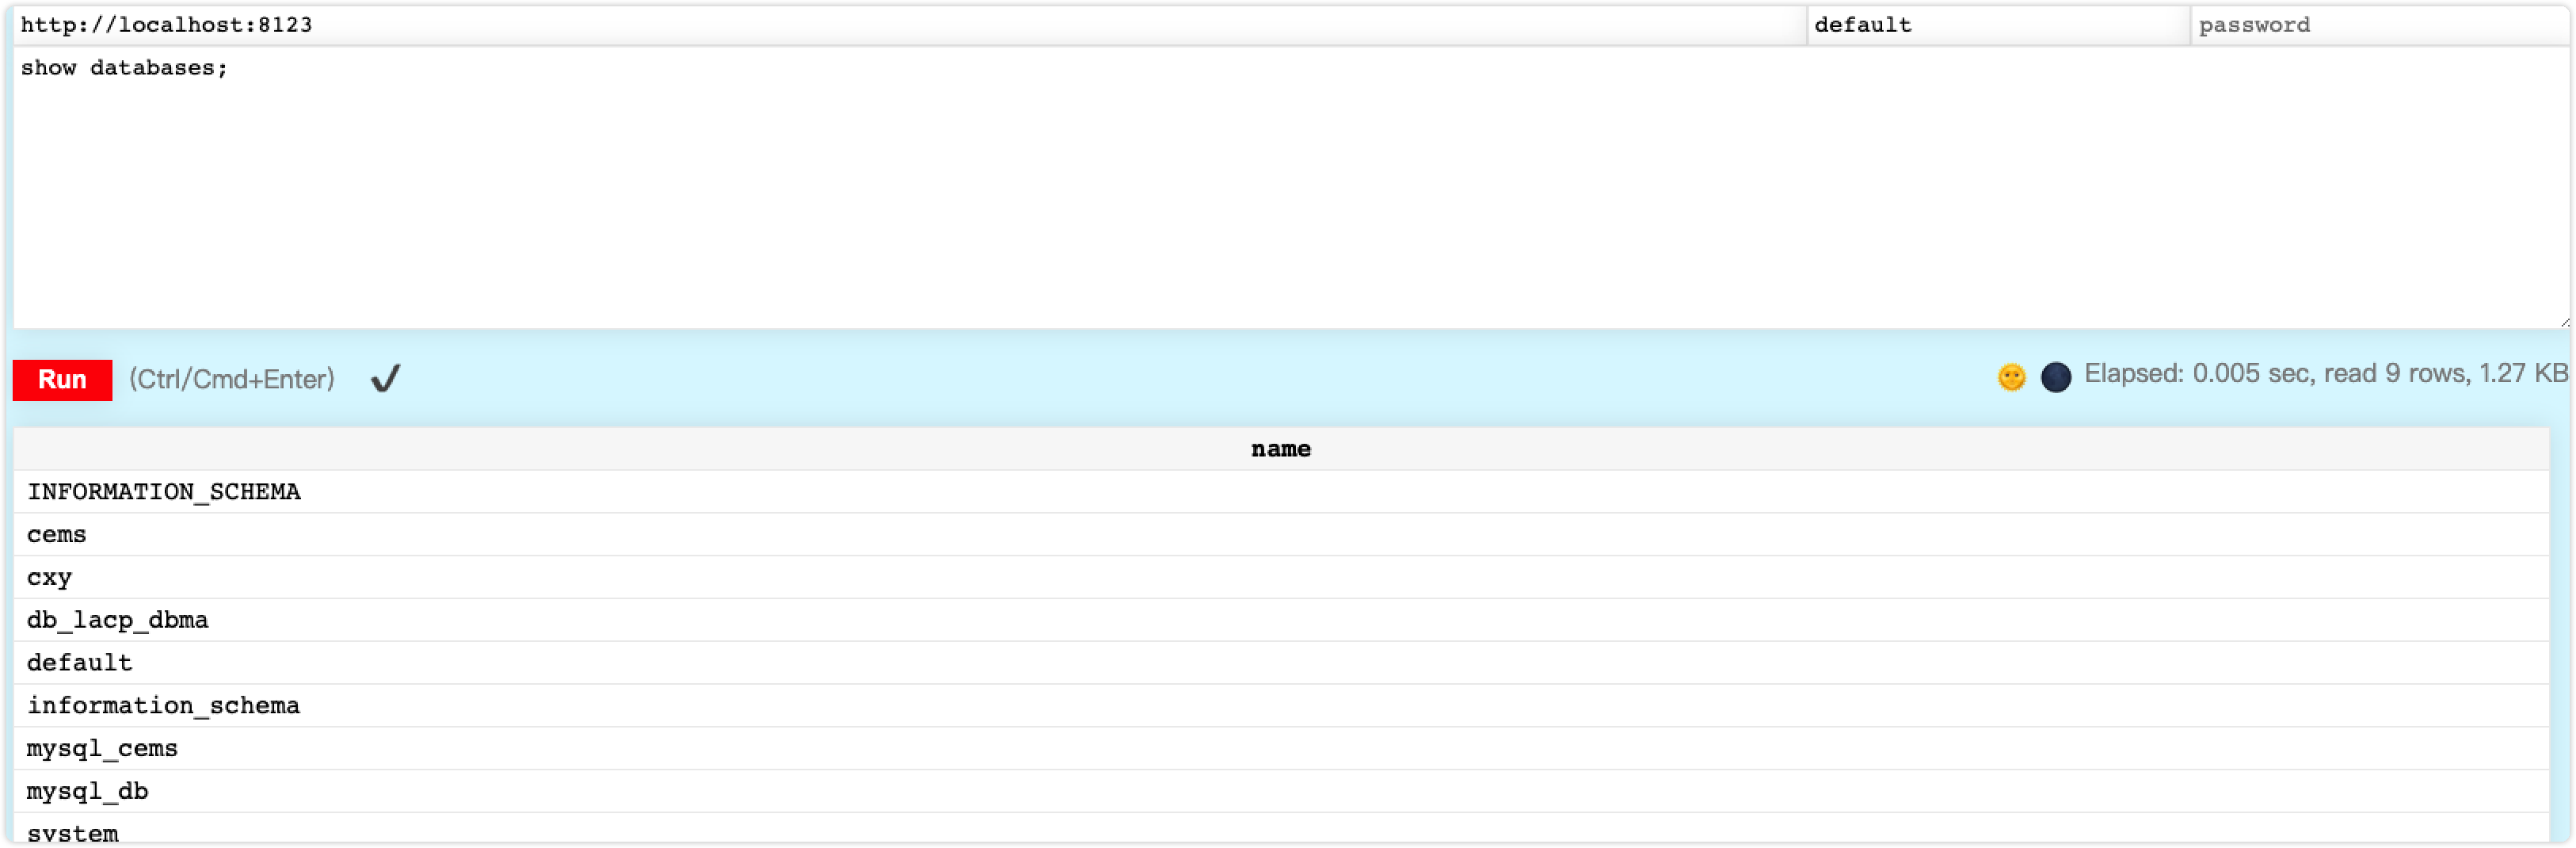 http://localhost:8123 default password
show databases;
Run (Ctrl/Cmd+Enter) ✔ 🌞 🌑 Elapsed: 0.005 sec, read 9 rows, 1.27 KB
name
INFORMATION_SCHEMA
cems
cxy
db_lacp_dbma
default
information_schema
mysql_cems
mysql_db
system